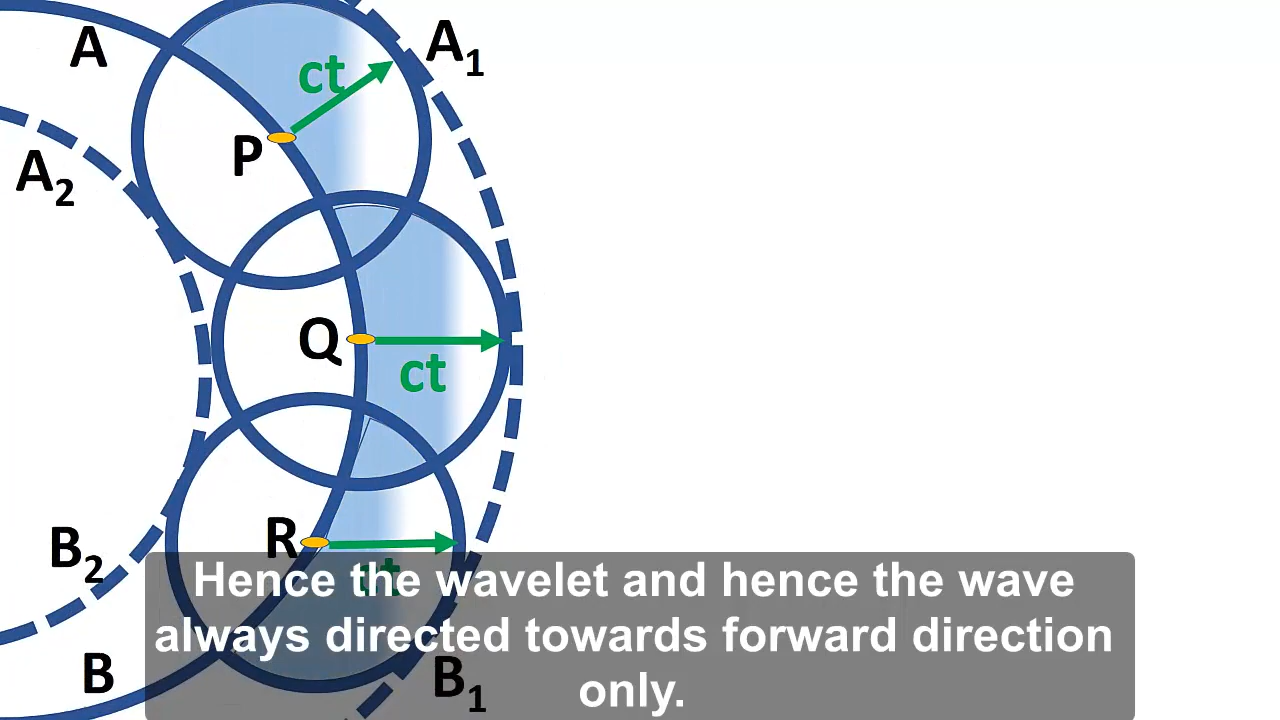 A
A₁
ct
P
A₂
Q
ct
R
ct
B₂
B
B₁
Hence the wavelet and hence the wave
always directed towards forward direction
only.